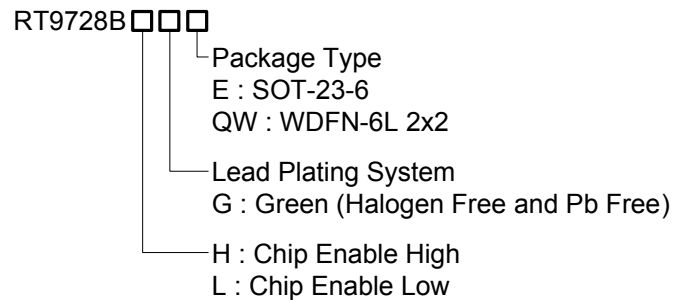 RT9728B□□□
Package Type
E : SOT-23-6
QW : WDFN-6L 2x2
Lead Plating System
G : Green (Halogen Free and Pb Free)
H : Chip Enable High
L : Chip Enable Low